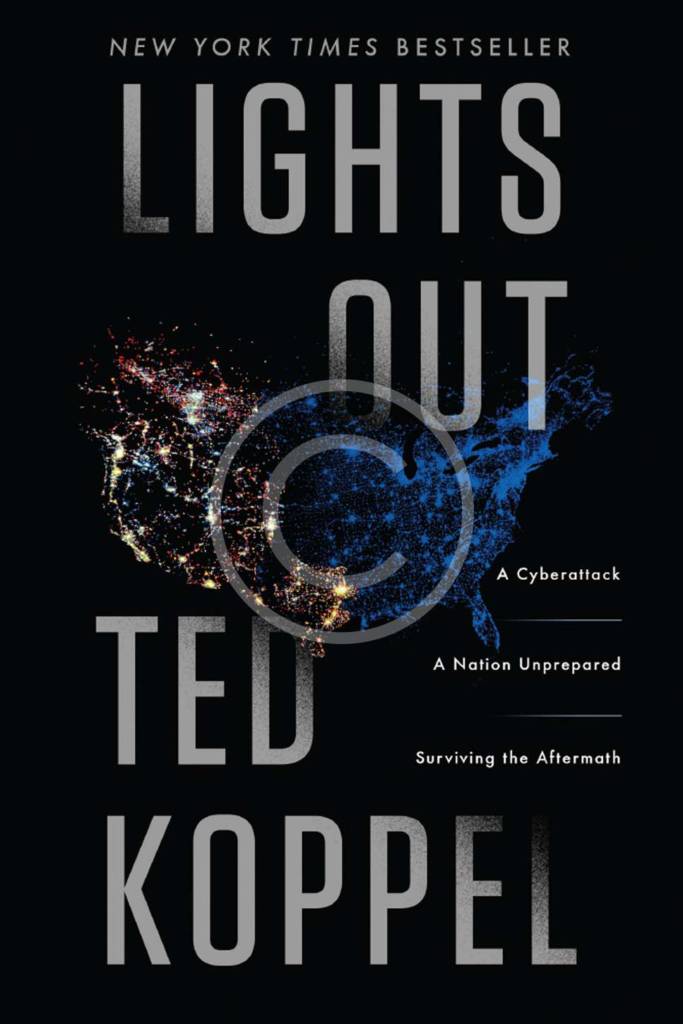 NEW YORK TIMES BESTSELLER
LIGHTS
OUT
©
A Cyberattack
A Nation Unprepared
Surviving the Aftermath
TED
KOPPEL